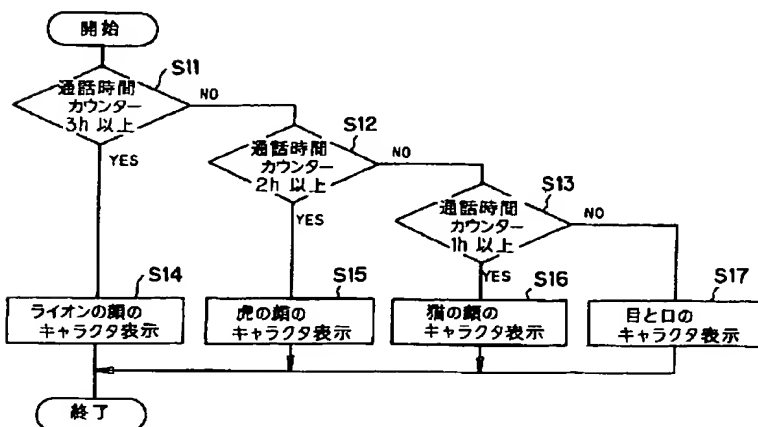 開始
S11
通話時間
カウンター
3h 以上
NO
YES
S12
通話時間
カウンター
2h 以上
NO
YES
S13
通話時間
カウンター
1h 以上
NO
YES
S14
ライオンの顔の
キャラクタ表示
S15
虎の顔の
キャラクタ表示
S16
猫の顔の
キャラクタ表示
S17
目と口の
キャラクタ表示
終了